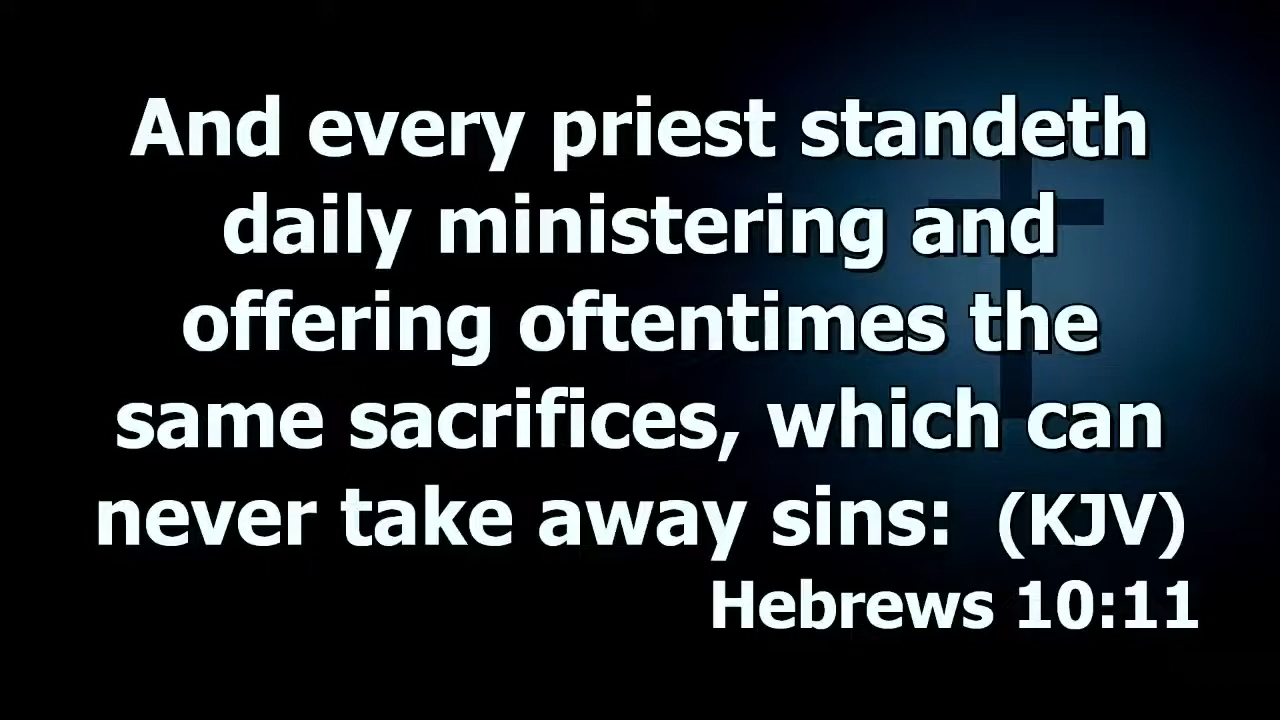 And every priest standeth
daily ministering and
offering oftentimes the
same sacrifices, which can
never take away sins: (KJV)
Hebrews 10:11